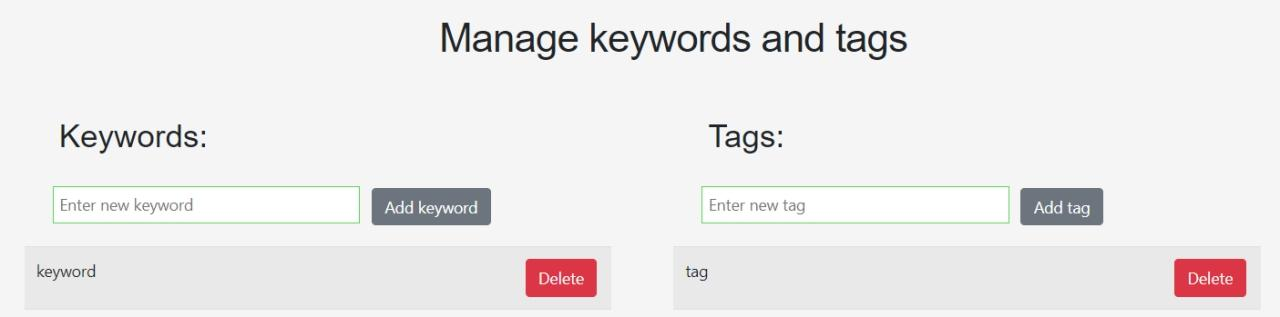 Manage keywords and tags
Keywords:
Enter new keyword
Add keyword
keyword
Delete
Tags:
Enter new tag
Add tag
tag
Delete